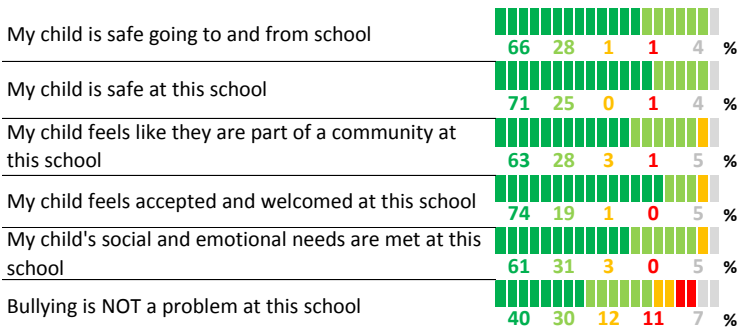 My child is safe going to and from school
66 28 1 1 4 %
My child is safe at this school
71 25 0 1 4 %
My child feels like they are part of a community at
this school
63 28 3 1 5 %
My child feels accepted and welcomed at this school
74 19 1 0 5 %
My child's social and emotional needs are met at this
school
61 31 3 0 5 %
Bullying is NOT a problem at this school
40 30 12 11 7 %